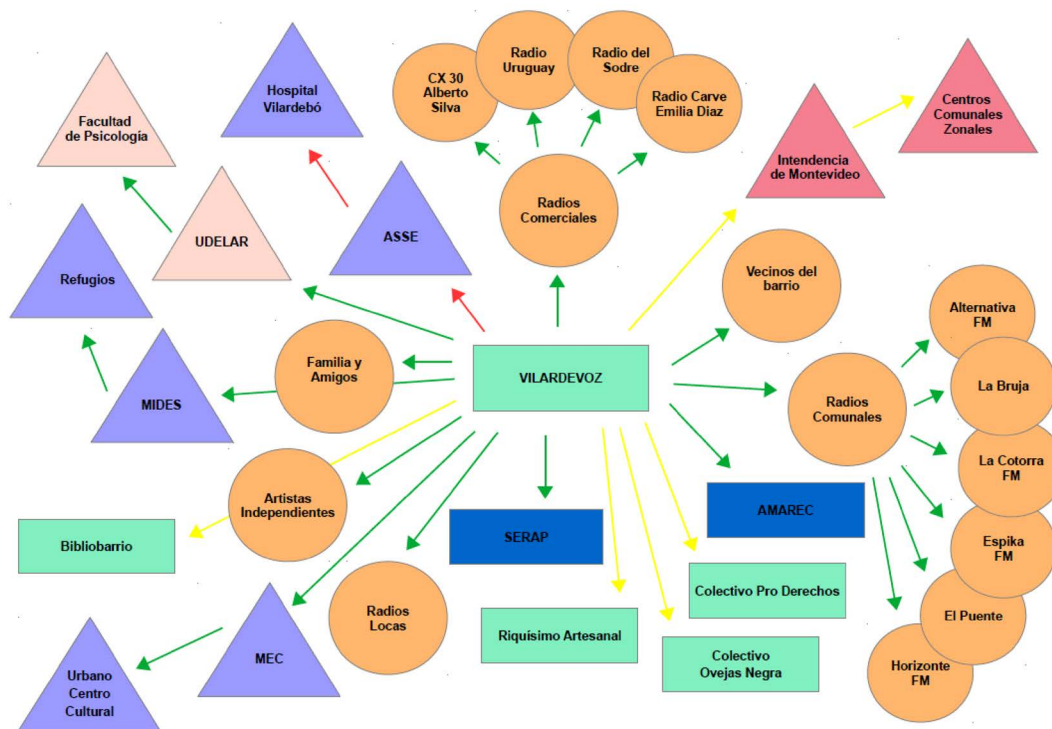 Facultad
de Psicología
Hospital
Vilardebó
CX 30
Alberto
Silva
Radio
Uruguay
Radio del
Sodre
Radio Carve
Emilia Diaz
Centros
Comunales
Zonales
Intendencia
de Montevideo
Radios
Comerciales
UDELAR
ASSE
Refugios
Vecinos del
barrio
Alternativa
FM
Familia y
Amigos
VILARDEVOZ
MIDES
Radios
Comunales
La Bruja
La Cotorra
FM
Artistas
Independientes
AMAREC
Bibliobarrio
SERAP
Espika
FM
Colectivo Pro Derechos
Radios
Locas
El Puente
Riquísimo Artesanal
MEC
Colectivo
Ovejas Negra
Horizonte
FM
Urbano
Centro
Cultural